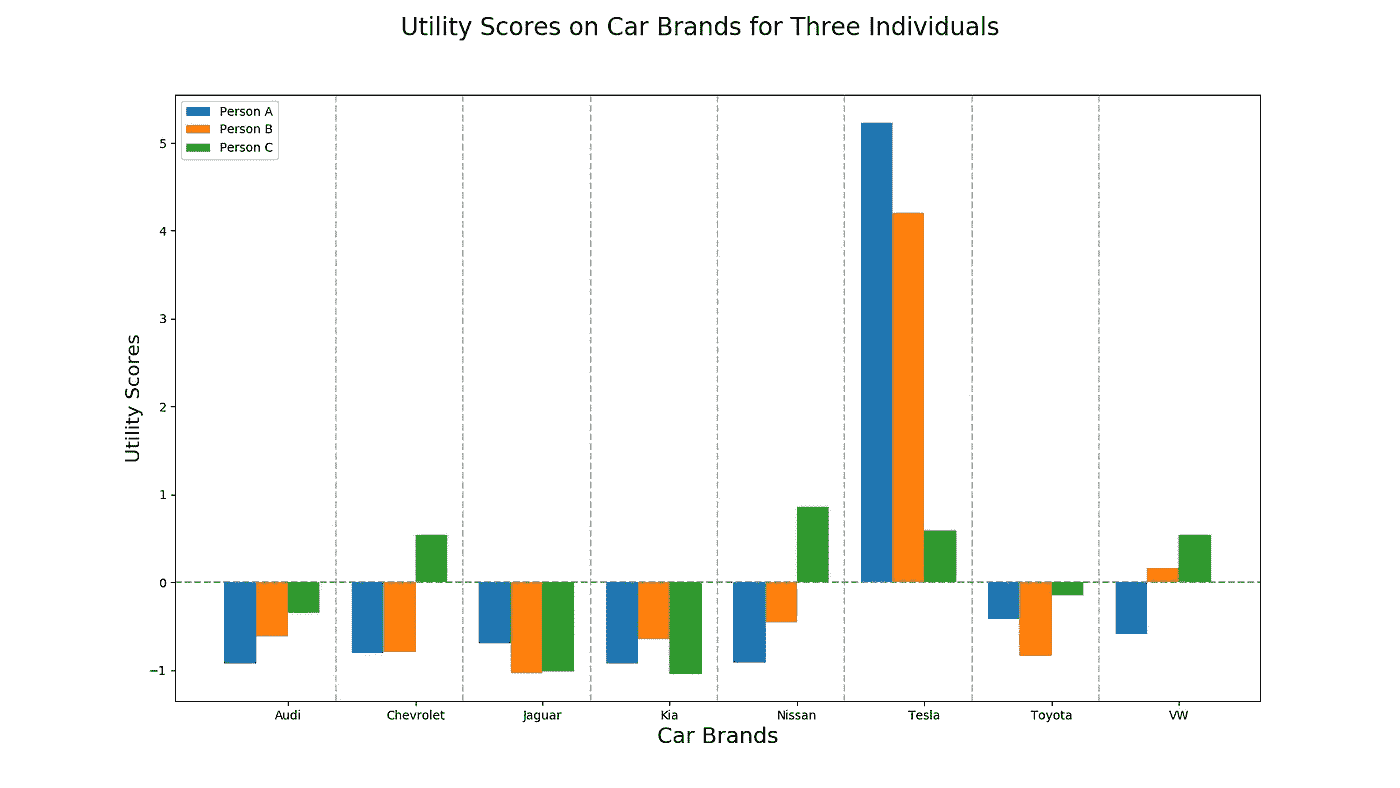 Utility Scores on Car Brands for Three Individuals
Person A
Person B
Person C
5
4
3
2
1
0
−1
Utility Scores
Audi Chevrolet Jaguar Kia Nissan Tesla Toyota VW
Car Brands